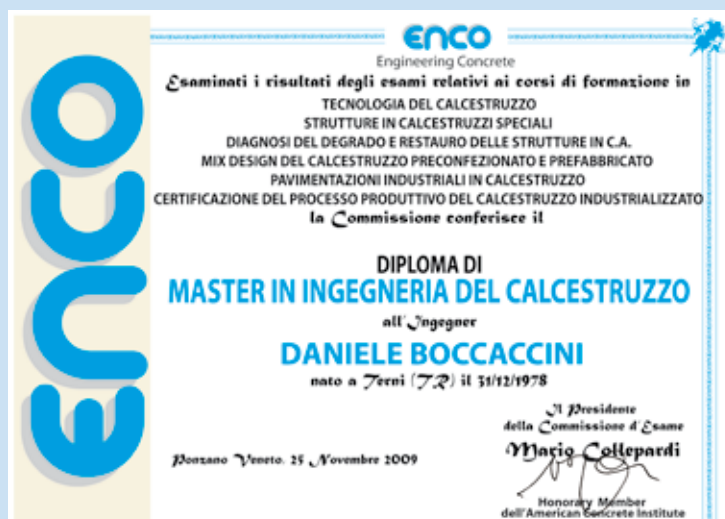 enco
enco
Engineering Concrete
Esaminati i risultati degli esami relativi ai corsi di formazione in
TECNOLOGIA DEL CALCESTRUZZO
STRUTTURE IN CALCESTRUZZI SPECIALI
DIAGNOSI DEL DEGRADO E RESTAURO DELLE STRUTTURE IN C.A.
MIX DESIGN DEL CALCESTRUZZO PRECONFEZIONATO E PREFABBRICATO
PAVIMENTAZIONI INDUSTRIALI IN CALCESTRUZZO
CERTIFICAZIONE DEL PROCESSO PRODUTTIVO DEL CALCESTRUZZO INDUSTRIALIZZATO
la Commissione conferisce il
DIPLOMA DI
MASTER IN INGEGNERIA DEL CALCESTRUZZO
all'Ingegner
DANIELE BOCCACCINI
nato a Terni (TR) il 31/12/1978
Il Presidente
della Commissione d'Esame
Mario Collepardi
Ponzano Veneto, 25 Novembre 2009
Honorary Member
dell'American Concrete Institute